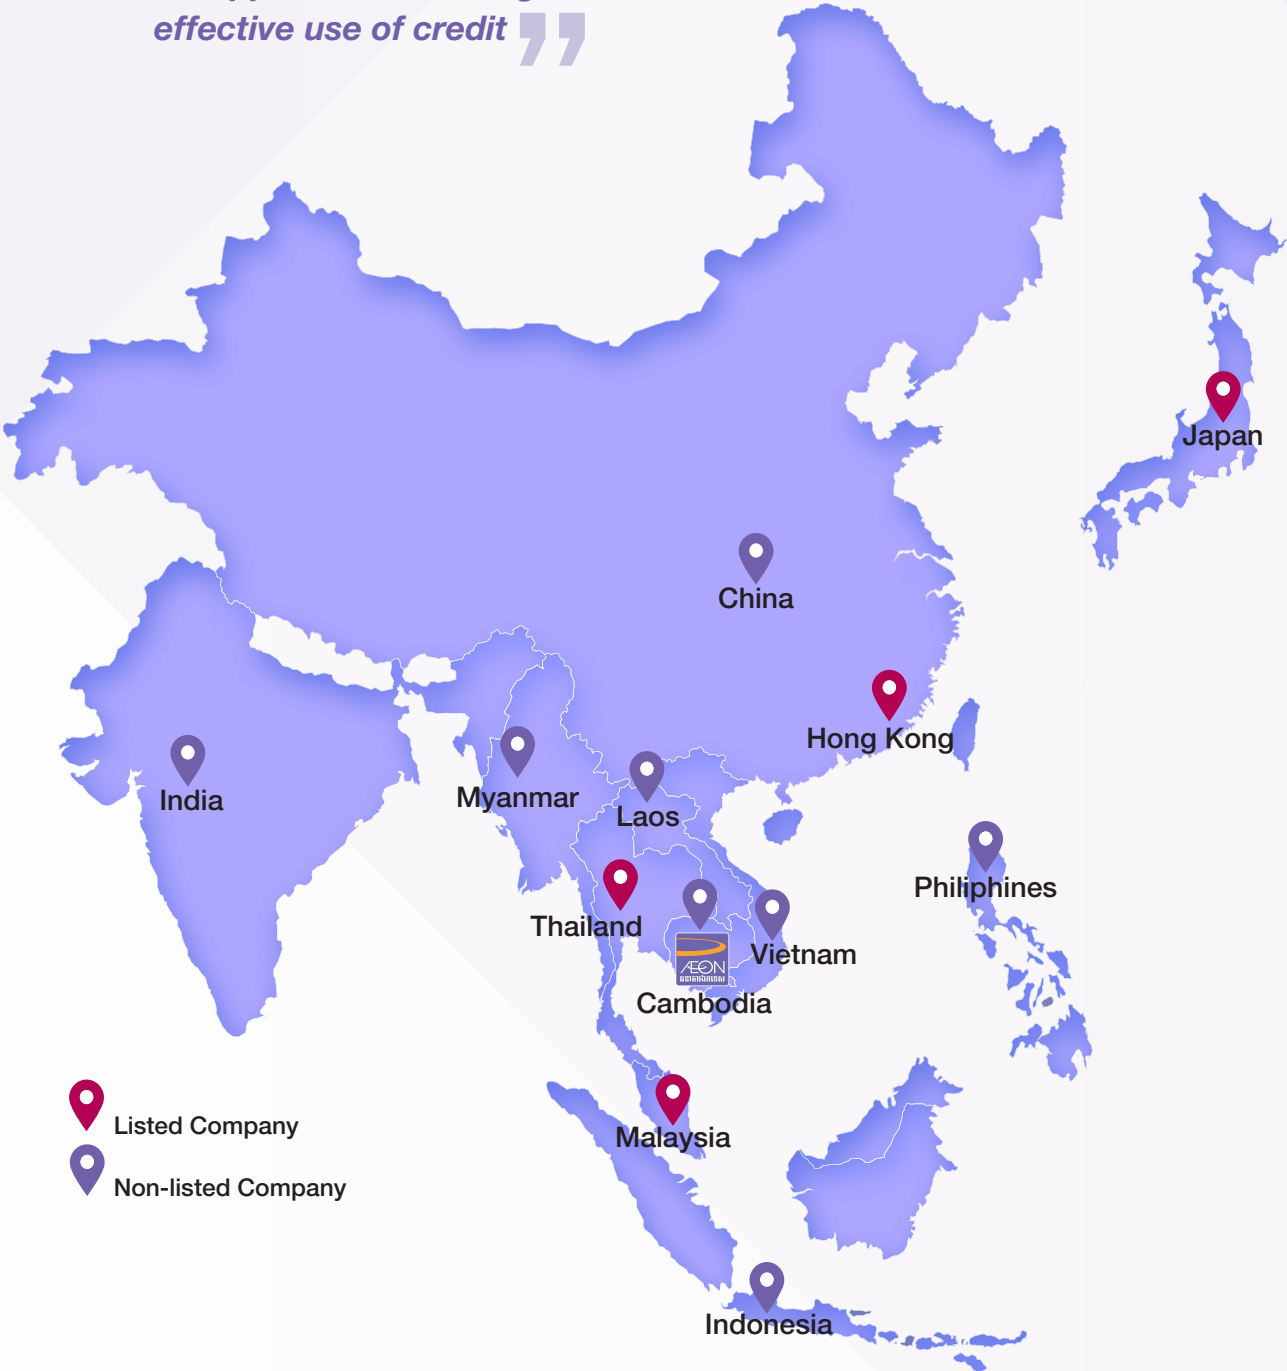 effective use of credit ”
Japan
China
Hong Kong
India
Myanmar
Laos
Philiphines
Thailand
Vietnam
ÆON
Cambodia
Listed Company
Malaysia
Non-listed Company
Indonesia